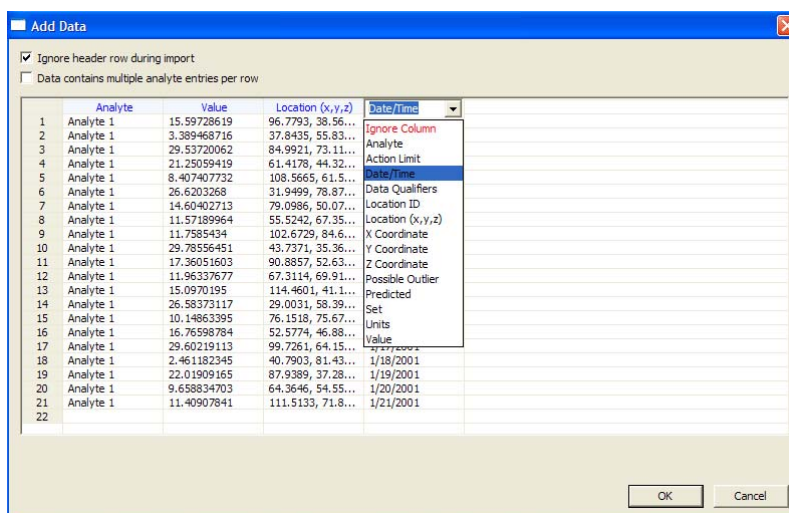 Add Data
Ignore header row during import
Data contains multiple analyte entries per row
Analyte Value Location (x,y,z) Date/Time
1 Analyte 1 15.59728619 96.7793, 38.56...
2 Analyte 1 3.389468716 37.8435, 55.83...
3 Analyte 1 29.53720062 84.9921, 73.11...
4 Analyte 1 21.25059419 61.4178, 44.32...
5 Analyte 1 8.407407732 108.5665, 61.5...
6 Analyte 1 26.6203268 31.9499, 78.87...
7 Analyte 1 14.60402713 79.0986, 50.07...
8 Analyte 1 11.57189964 55.5242, 67.35...
9 Analyte 1 11.7585434 102.6729, 84.6...
10 Analyte 1 29.78556451 43.7371, 35.36...
11 Analyte 1 17.36051603 90.8857, 52.63...
12 Analyte 1 11.96337677 67.3114, 69.91...
13 Analyte 1 15.0970195 114.4601, 41.1...
14 Analyte 1 26.58373117 29.0031, 58.39...
15 Analyte 1 10.14863395 76.1518, 75.67...
16 Analyte 1 16.76598784 52.5774, 46.88...
17 Analyte 1 29.60219113 99.7261, 64.15...
18 Analyte 1 2.461182345 40.7903, 81.43... 1/18/2001
19 Analyte 1 22.01909165 87.9389, 37.28... 1/19/2001
20 Analyte 1 9.658834703 64.3646, 54.55... 1/20/2001
21 Analyte 1 11.40907841 111.5133, 71.8... 1/21/2001
22
Ignore Column
Analyte
Action Limit
Date/Time
Data Qualifiers
Location ID
Location (x,y,z)
X Coordinate
Y Coordinate
Z Coordinate
Possible Outlier
Predicted
Set
Units
Value
OK Cancel